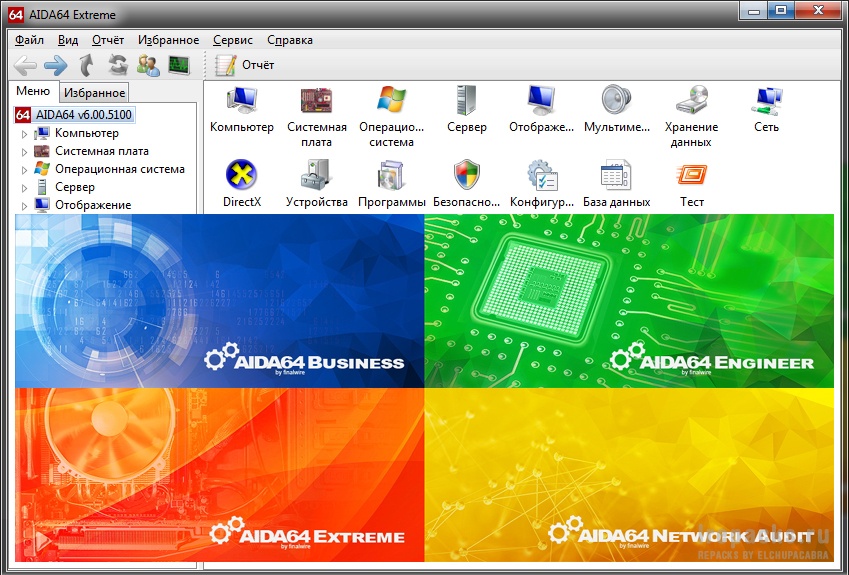 64 AIDA64 Extreme
Файл Вид Отчёт Избранное Сервис Справка
Отчёт
Меню Избранное
64 AIDA64 v6.00.5100
Компьютер
Системная плата
Операционная система
Сервер
Отображение
Компьютер Системная плата Операцио... система Сервер Отображе... Мультиме... Хранение данных Сеть
DirectX Устройства Программы Безопасно... Конфигур... База данных Тест
AIDA64 BUSINESS
by finalwire
AIDA64 ENGINEER
by finalwire
AIDA64 EXTREME
by finalwire
AIDA64 NETWORK AUDIT
by finalwire
REPACKS BY ELCHUPACABRA